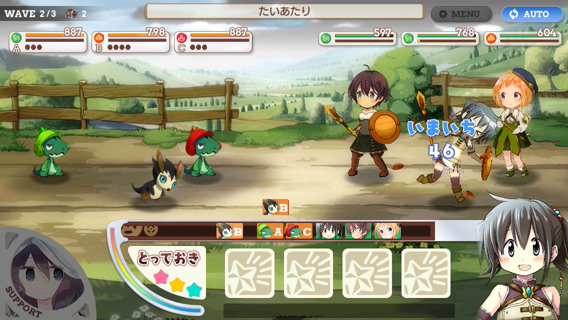 WAVE 2/3 2
たいあたり
MENU
AUTO
887
A
798
B
887
C
597
768
604
いまいち
46
B
B A C
とっておき
SUPPORT